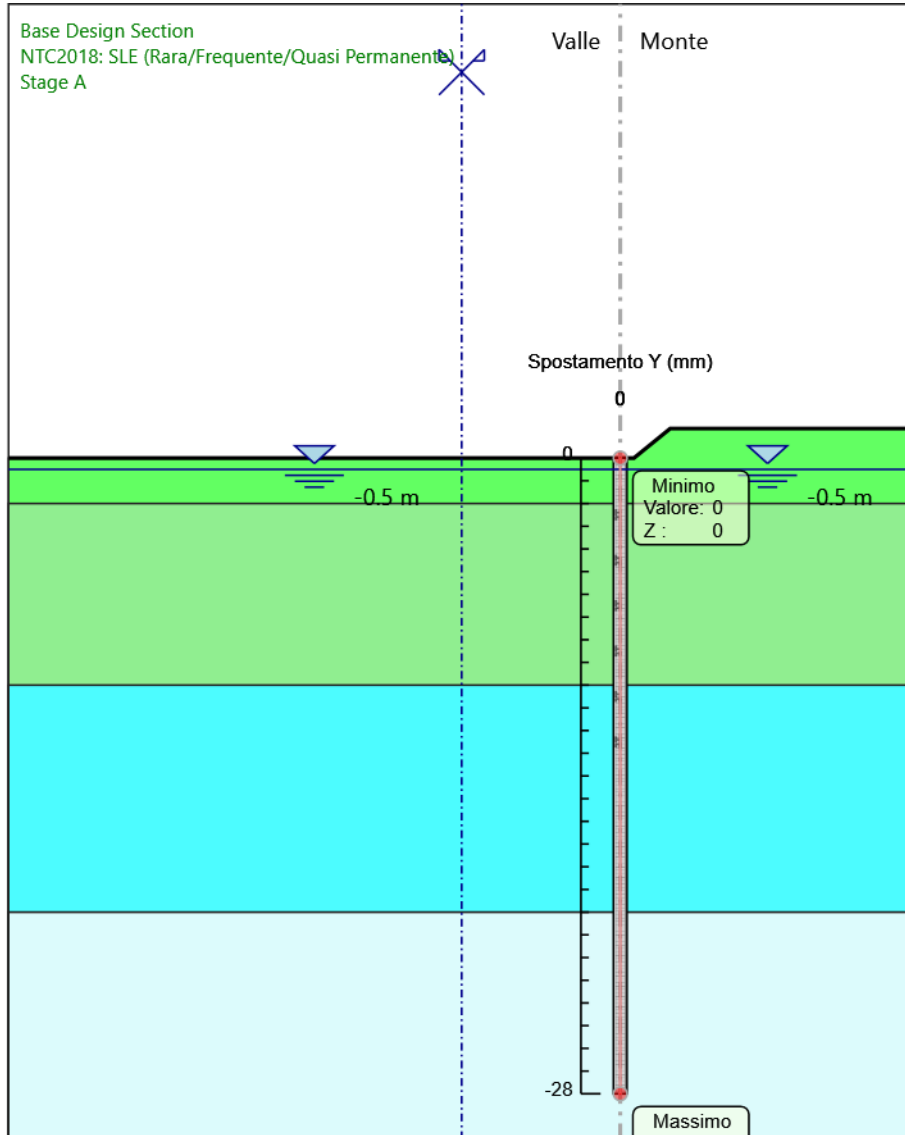 Base Design Section
NTC2018: SLE (Rara/Frequente/Quasi Permanente)
Stage A
Valle
Monte
Spostamento Y (mm)
0
0
Minimo
Valore: 0
Z : 0
-0.5 m
-0.5 m
-28
Massimo